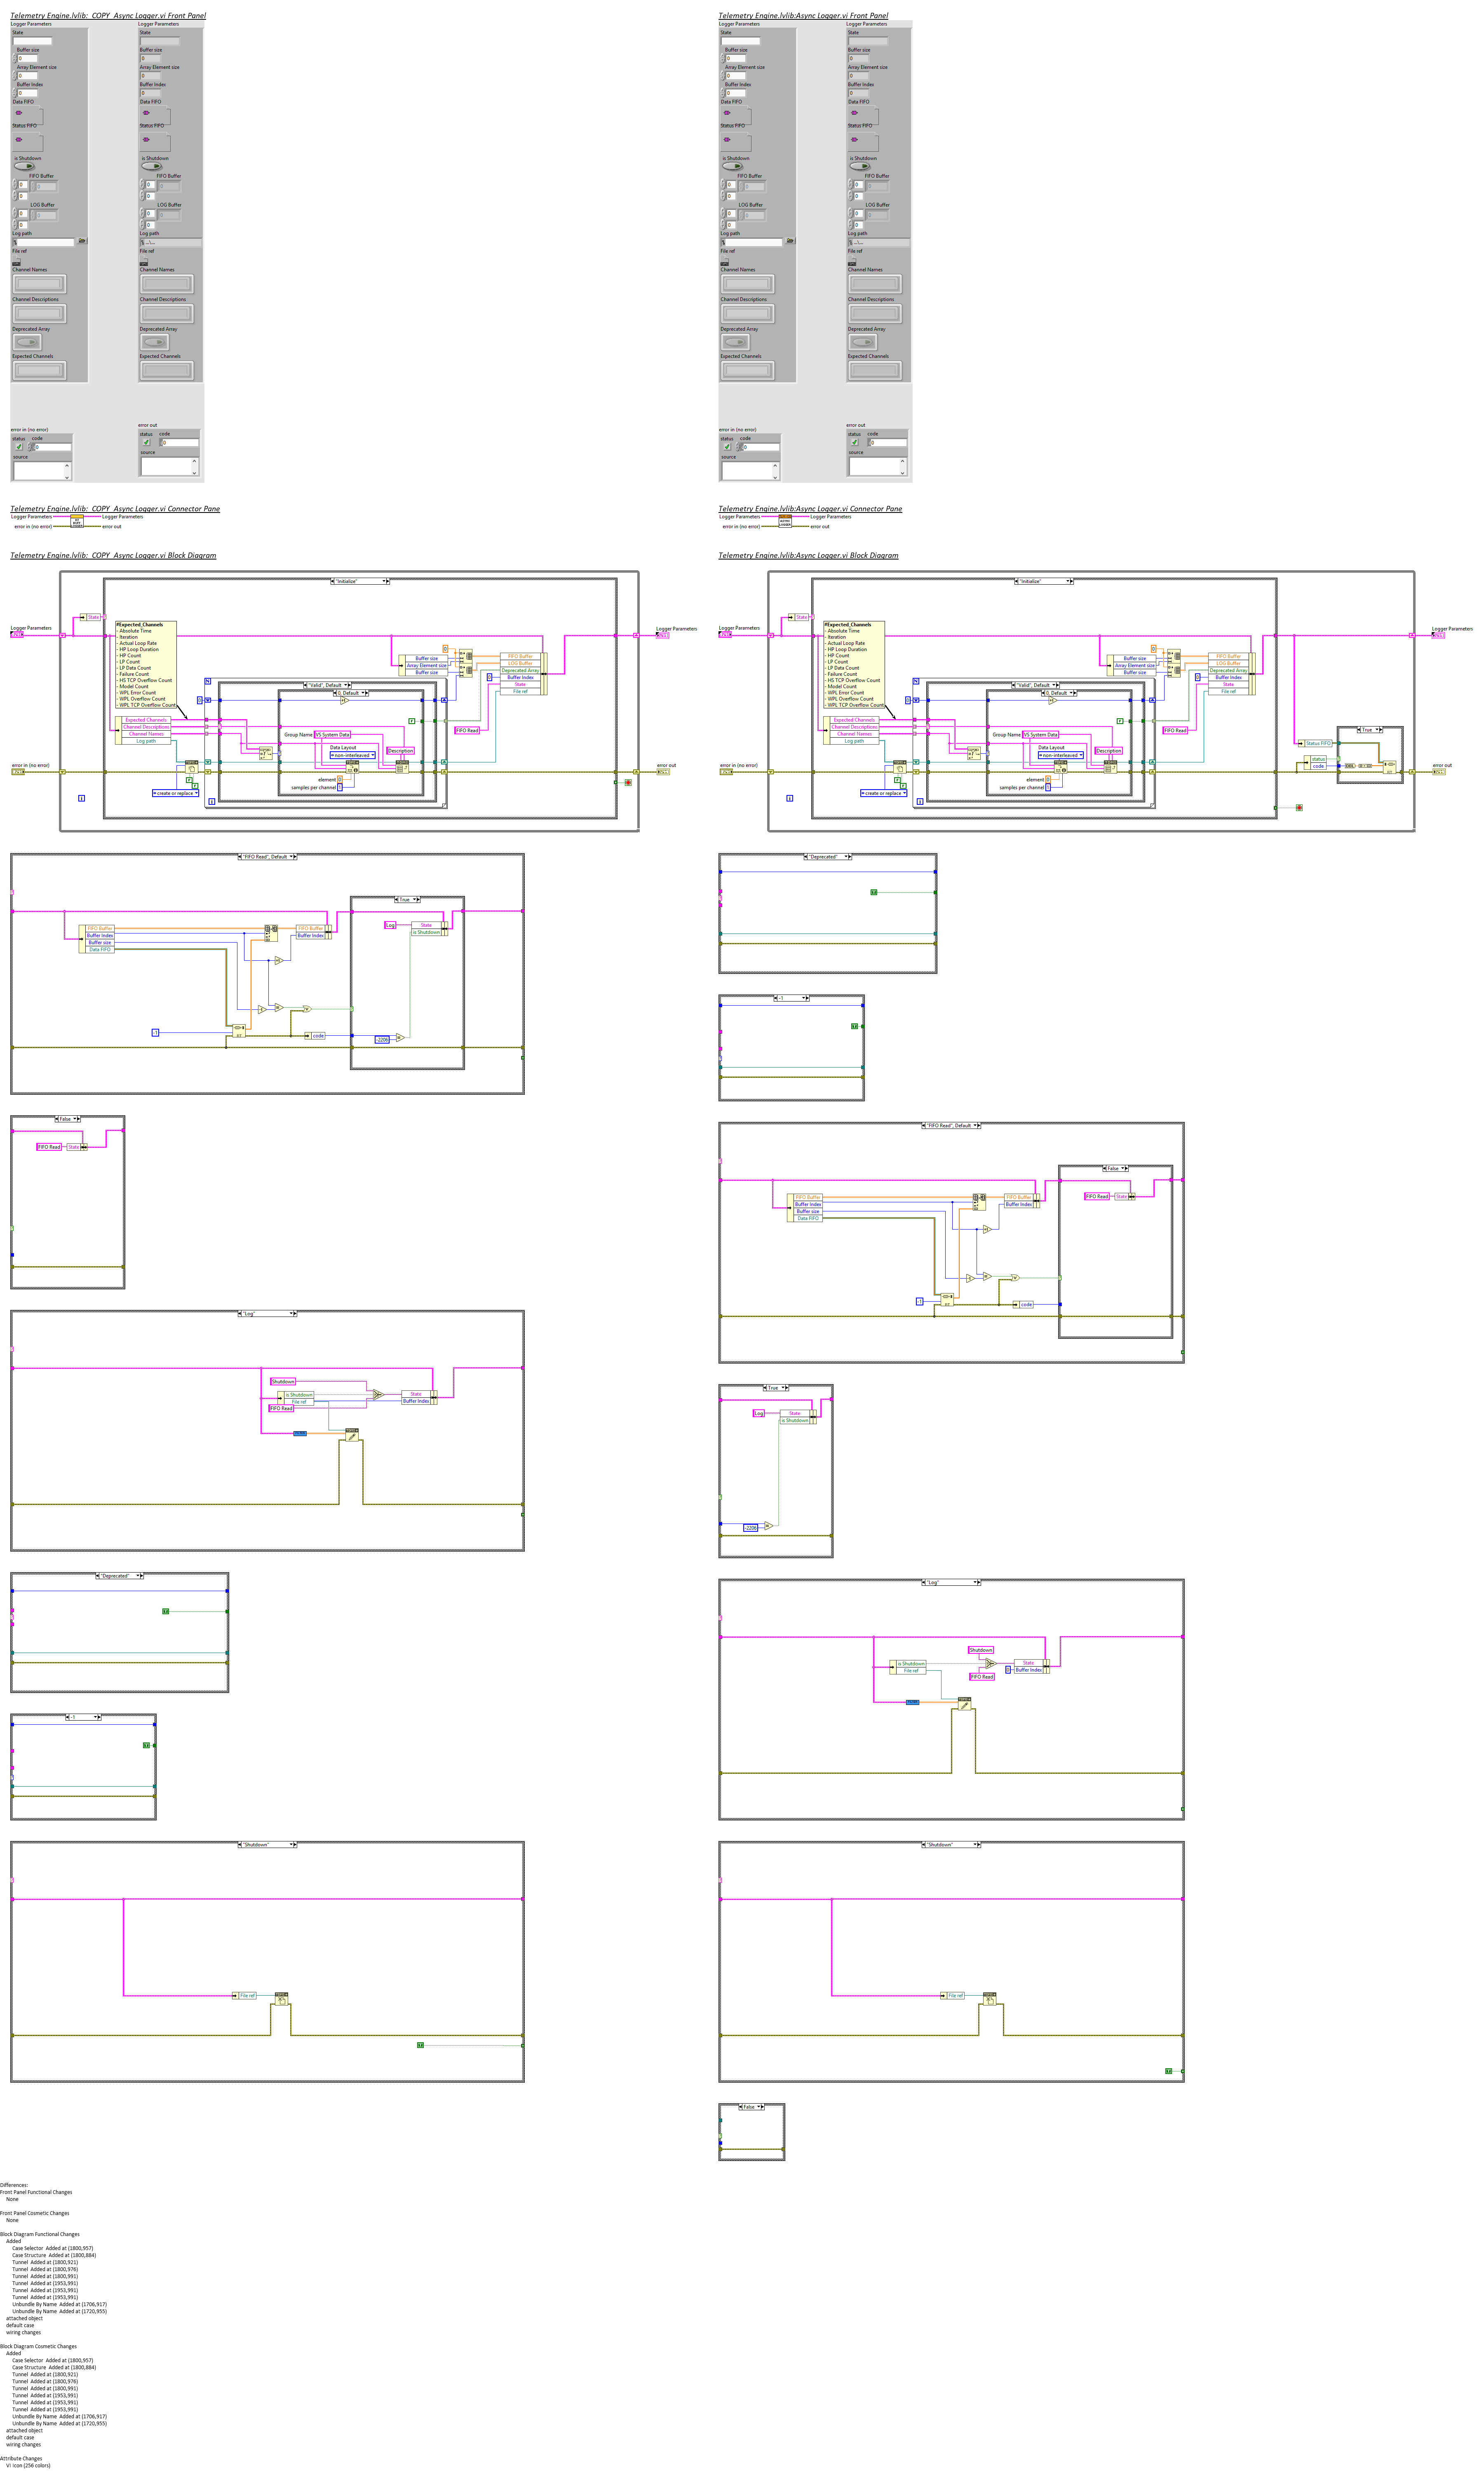 Telemetry Engine.lvlib:_COPY_Async Logger.vi Front Panel
Logger Parameters
State
Buffer size
0
Array Element size
0
Buffer Index
0
Data FIFO
Status FIFO
is Shutdown
FIFO Buffer
0
0
0
LOG Buffer
0
0
0
Log path
File ref
Channel Names
Channel Descriptions
Deprecated Array
Expected Channels
error in (no error)
status
code
0
source
Logger Parameters
State
Buffer size
0
Array Element size
0
Buffer Index
0
Data FIFO
Status FIFO
is Shutdown
FIFO Buffer
0
0
0
LOG Buffer
0
0
0
Log path
File ref
Channel Names
Channel Descriptions
Deprecated Array
Expected Channels
error out
status
code
0
source
Telemetry Engine.lvlib:Async Logger.vi Front Panel
Logger Parameters
State
Buffer size
0
Array Element size
0
Buffer Index
0
Data FIFO
Status FIFO
is Shutdown
FIFO Buffer
0
0
0
LOG Buffer
0
0
0
Log path
File ref
Channel Names
Channel Descriptions
Deprecated Array
Expected Channels
error in (no error)
status
code
0
source
Logger Parameters
State
Buffer size
0
Array Element size
0
Buffer Index
0
Data FIFO
Status FIFO
is Shutdown
FIFO Buffer
0
0
0
LOG Buffer
0
0
0
Log path
File ref
Channel Names
Channel Descriptions
Deprecated Array
Expected Channels
error out
status
code
0
source
Telemetry Engine.lvlib:_COPY_Async Logger.vi Connector Pane
Logger Parameters
Logger Parameters
error in (no error)
error out
Telemetry Engine.lvlib:Async Logger.vi Connector Pane
Logger Parameters
Logger Parameters
error in (no error)
error out
Telemetry Engine.lvlib:_COPY_Async Logger.vi Block Diagram
"Initialize"
State
Logger Parameters
#Expected_Channels
- Absolute Time
- Iteration
- Actual Loop Rate
- HP Loop Duration
- HP Count
- LP Count
- LP Data Count
- Failure Count
- HS TCP Overflow Count
- Model Count
- WPL Error Count
- WPL Overflow Count
- WPL TCP Overflow Count
Expected Channels
Channel Descriptions
Channel Names
Log path
"Valid", Default
0, Default
Group Name
VS System Data
Data Layout
non-interleaved
Description
element
0
samples per channel
1
create or replace
Buffer size
Array Element size
Buffer size
FIFO Buffer
LOG Buffer
Deprecated Array
Buffer Index
State
File ref
FIFO Read
Logger Parameters
error in (no error)
error out
"FIFO Read", Default
FIFO Buffer
Buffer Index
Buffer size
Data FIFO
FIFO Buffer
Buffer Index
-1
code
True
Log
State
is Shutdown
-2206
False
FIFO Read
State
"Log"
Shutdown
is Shutdown
File ref
FIFO Read
State
Buffer Index
"Deprecated"
-1
"Shutdown"
File ref
Telemetry Engine.lvlib:Async Logger.vi Block Diagram
"Initialize"
State
Logger Parameters
#Expected_Channels
- Absolute Time
- Iteration
- Actual Loop Rate
- HP Loop Duration
- HP Count
- LP Count
- LP Data Count
- Failure Count
- HS TCP Overflow Count
- Model Count
- WPL Error Count
- WPL Overflow Count
- WPL TCP Overflow Count
Expected Channels
Channel Descriptions
Channel Names
Log path
"Valid", Default
0, Default
Group Name
VS System Data
Data Layout
non-interleaved
Description
element
0
samples per channel
1
create or replace
Buffer size
Array Element size
Buffer size
FIFO Buffer
LOG Buffer
Deprecated Array
Buffer Index
State
File ref
FIFO Read
True
Status FIFO
status
code
Logger Parameters
error in (no error)
error out
"Deprecated"
-1
"FIFO Read", Default
FIFO Buffer
Buffer Index
Buffer size
Data FIFO
FIFO Buffer
Buffer Index
-1
code
False
FIFO Read
State
True
Log
State
is Shutdown
-2206
"Log"
Shutdown
is Shutdown
File ref
FIFO Read
State
0
Buffer Index
"Shutdown"
File ref
False
Differences:
Front Panel Functional Changes
None
Front Panel Cosmetic Changes
None
Block Diagram Functional Changes
Added
Case Selector Added at (1800,957)
Case Structure Added at (1800,884)
Tunnel Added at (1800,921)
Tunnel Added at (1800,976)
Tunnel Added at (1800,991)
Tunnel Added at (1953,991)
Tunnel Added at (1953,991)
Tunnel Added at (1953,991)
Unbundle By Name Added at (1706,917)
Unbundle By Name Added at (1720,955)
attached object
default case
wiring changes
Block Diagram Cosmetic Changes
Added
Case Selector Added at (1800,957)
Case Structure Added at (1800,884)
Tunnel Added at (1800,921)
Tunnel Added at (1800,976)
Tunnel Added at (1800,991)
Tunnel Added at (1953,991)
Tunnel Added at (1953,991)
Tunnel Added at (1953,991)
Unbundle By Name Added at (1706,917)
Unbundle By Name Added at (1720,955)
attached object
default case
wiring changes
Attribute Changes
VI Icon (256 colors)